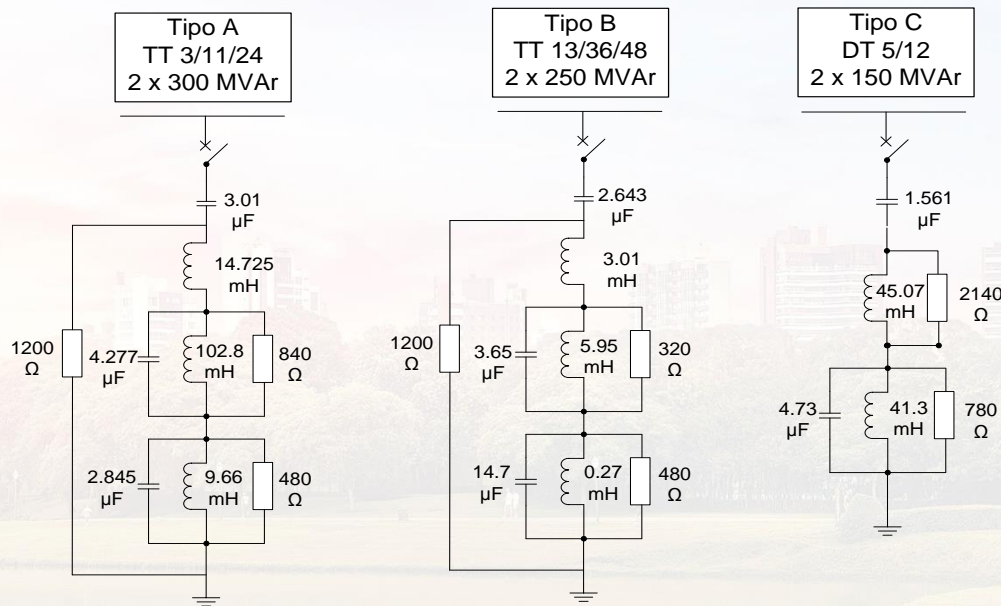 Tipo A
TT 3/11/24
2 x 300 MVAr
3.01
µF
14.725
mH
1200
Ω
4.277
µF
102.8
mH
840
Ω
2.845
µF
9.66
mH
480
Ω
Tipo B
TT 13/36/48
2 x 250 MVAr
2.643
µF
3.01
mH
1200
Ω
3.65
µF
5.95
mH
320
Ω
14.7
µF
0.27
mH
480
Ω
Tipo C
DT 5/12
2 x 150 MVAr
1.561
µF
45.07
mH
2140
Ω
4.73
µF
41.3
mH
780
Ω